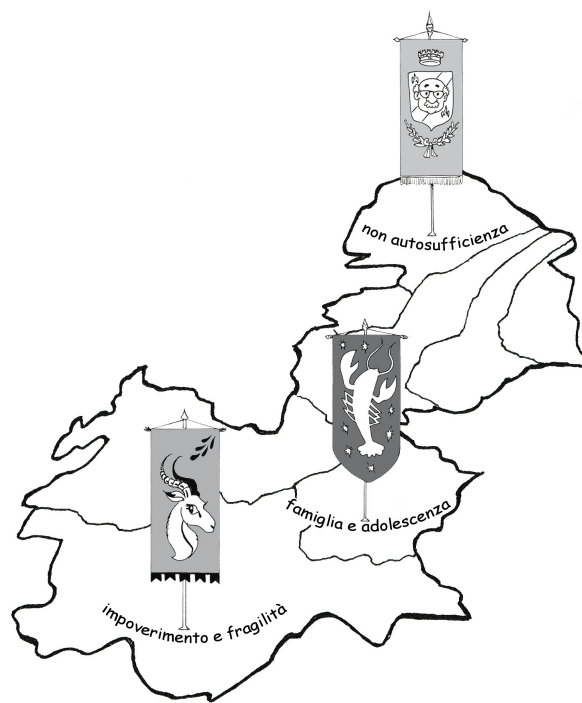 non autosufficienza
famiglia e adolescenza
impoverimento e fragilità